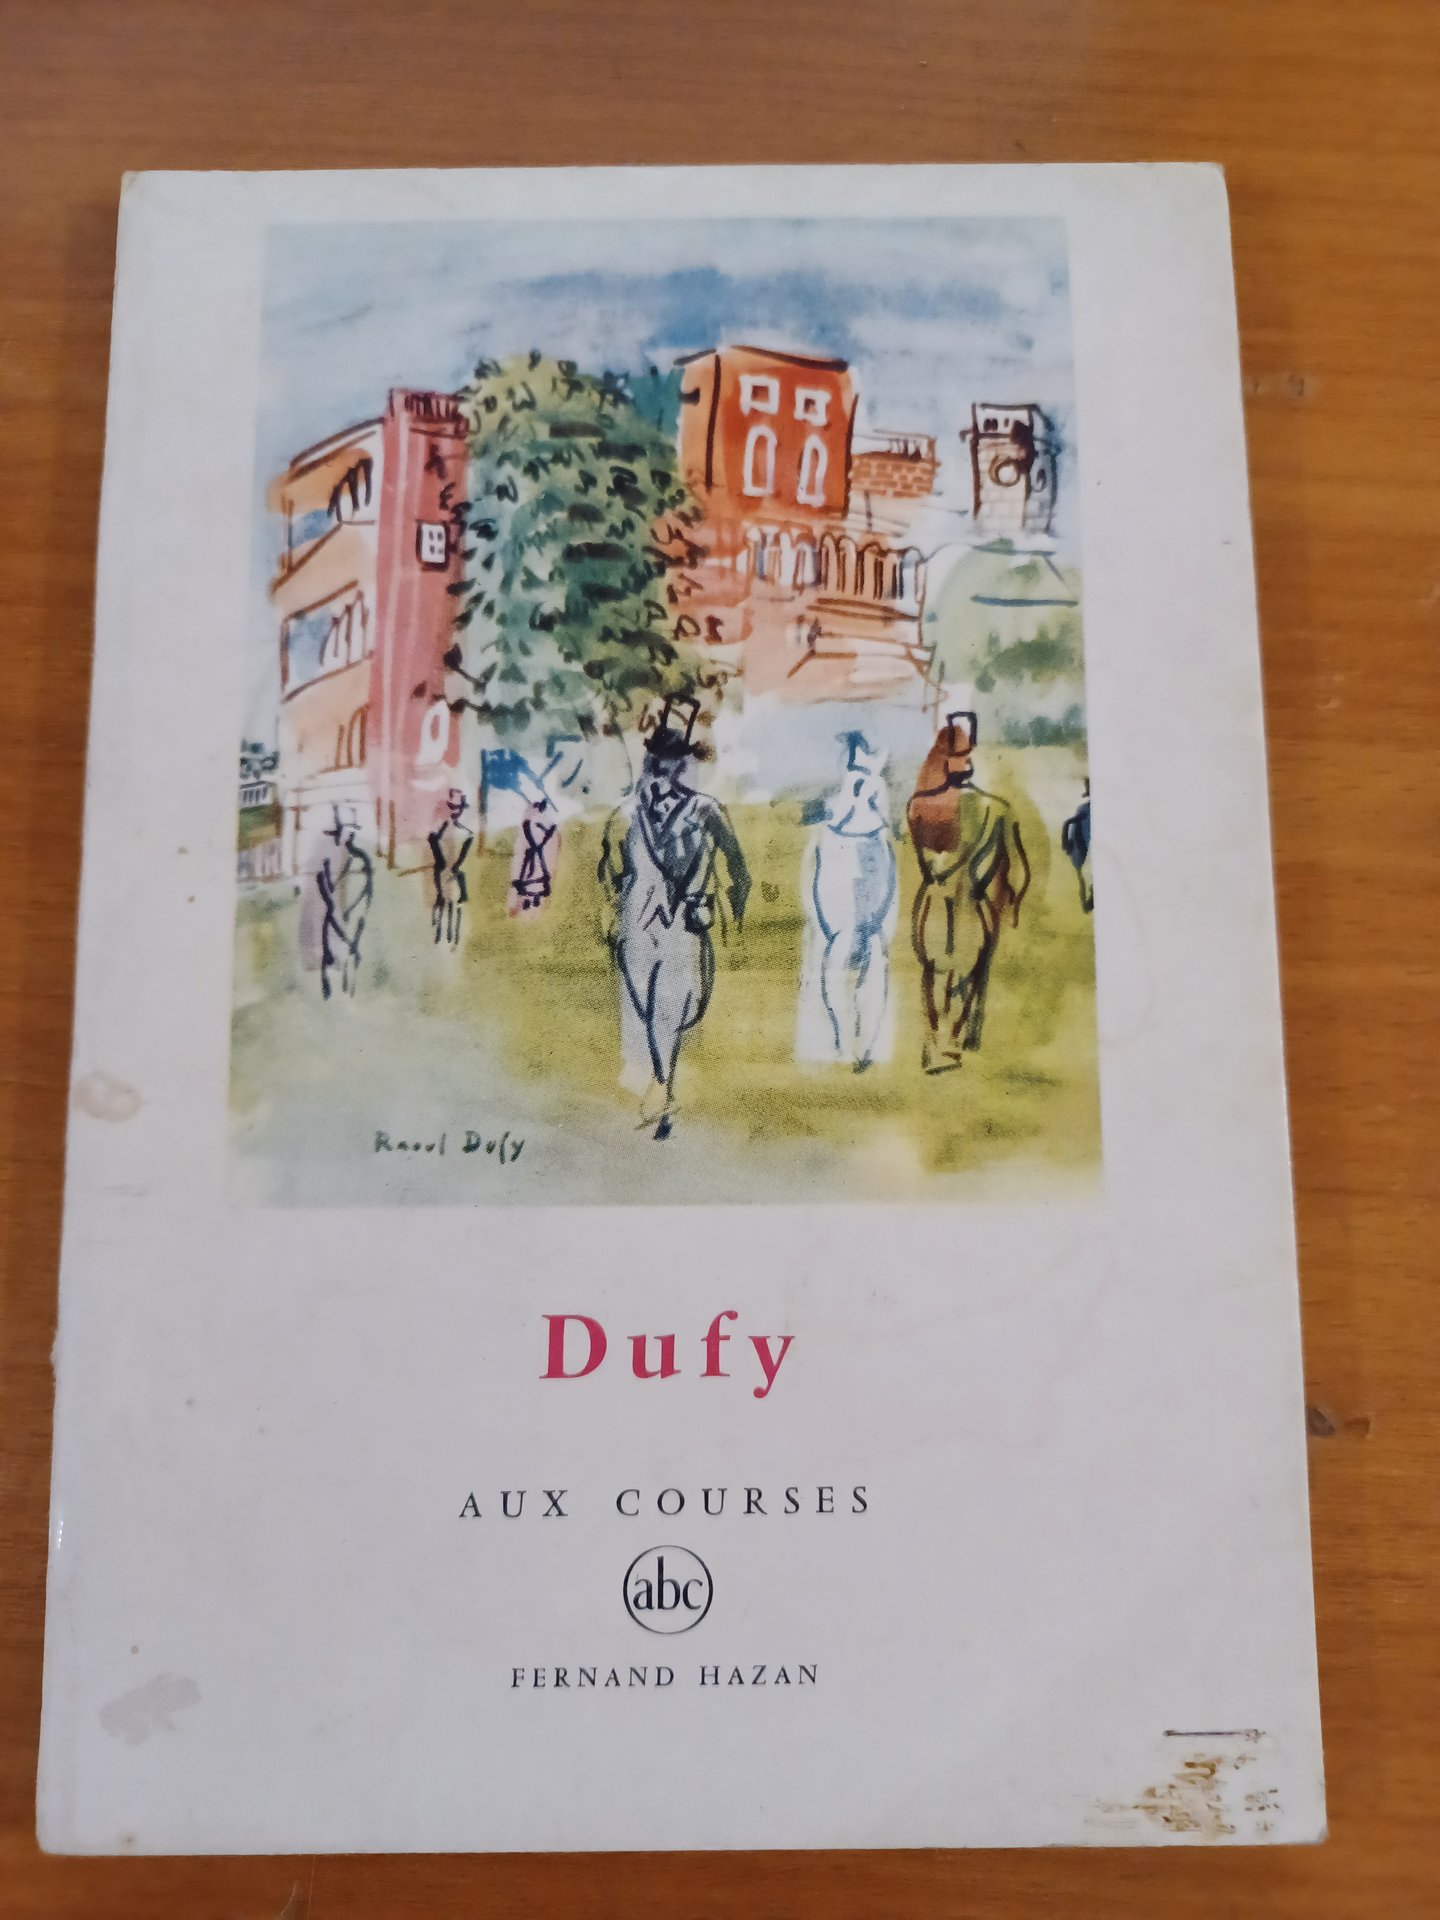 Raoul Dufy
Dufy
AUX COURSES
abc
FERNAND HAZAN